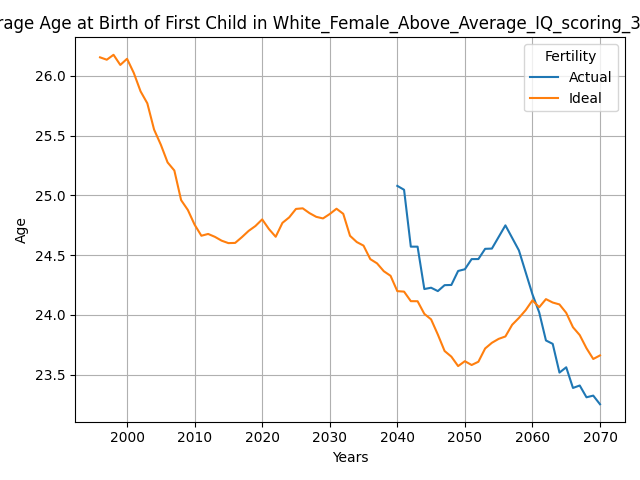 rage Age at Birth of First Child in White_Female_Above_Average_IQ_scoring_3
Fertility
Actual
Ideal
26.0
25.5
25.0
24.5
24.0
23.5
Age
2000 2010 2020 2030 2040 2050 2060 2070
Years